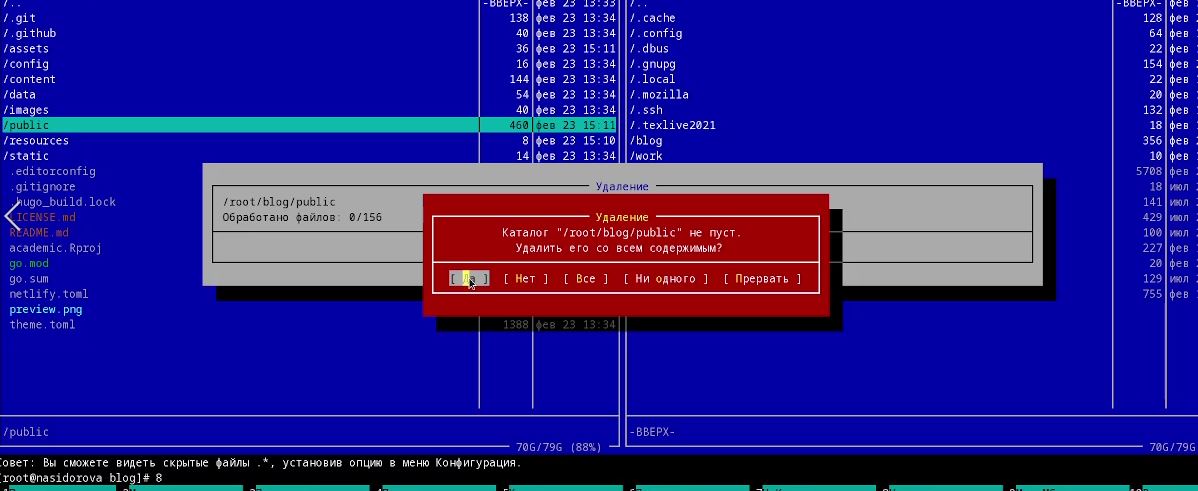 /.. -ВВЕРХ- фев 23 13:33 /.. -ВВЕРХ- фев
/.git 138 фев 23 13:34 /.cache 128 фев
/.github 40 фев 23 13:34 /.config 64 фев
/assets 36 фев 23 15:11 /.dbus 22 фев
/config 16 фев 23 13:34 /.gnupg 154 фев
/content 144 фев 23 13:34 /.local 22 фев
/data 54 фев 23 13:34 /.mozilla 20 фев
/images 40 фев 23 13:34 /.ssh 132 фев
/public 460 фев 23 15:11 /.texlive2021 18 фев
/resources 8 фев 23 15:10 /blog 356 фев
/static 14 фев 23 13:34 /work 10 фев
.editorconfig 5708 фев
.gitignore Удаление 18 июл
.hugo_build.lock /root/blog/public 141 июл
LICENSE.md Обработано файлов: 0/156 Удаление 429 июл
README.md Каталог "/root/blog/public" не пуст. 100 июл
academic.Rproj Удалить его со всем содержимым? 227 фев
go.mod 20 фев
go.sum [ Да ] [ Нет ] [ Все ] [ Ни одного ] [ Прервать ] 129 июл
netlify.toml 755 фев
preview.png
theme.toml 1388 фев 23 13:34
/public -ВВЕРХ-
70G/79G (88%) 70G/79G
Совет: Вы сможете видеть скрытые файлы .*, установив опцию в меню Конфигурация.
[root@nasidorova blog]# 8